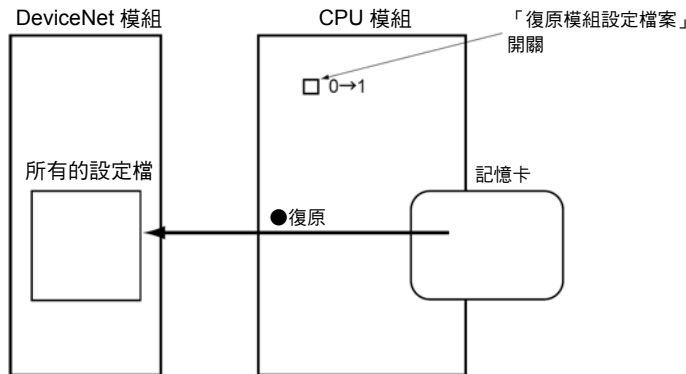 DeviceNet 模組
CPU 模組
「復原模組設定檔案」
開關
0→1
所有的設定檔
記憶卡
●復原